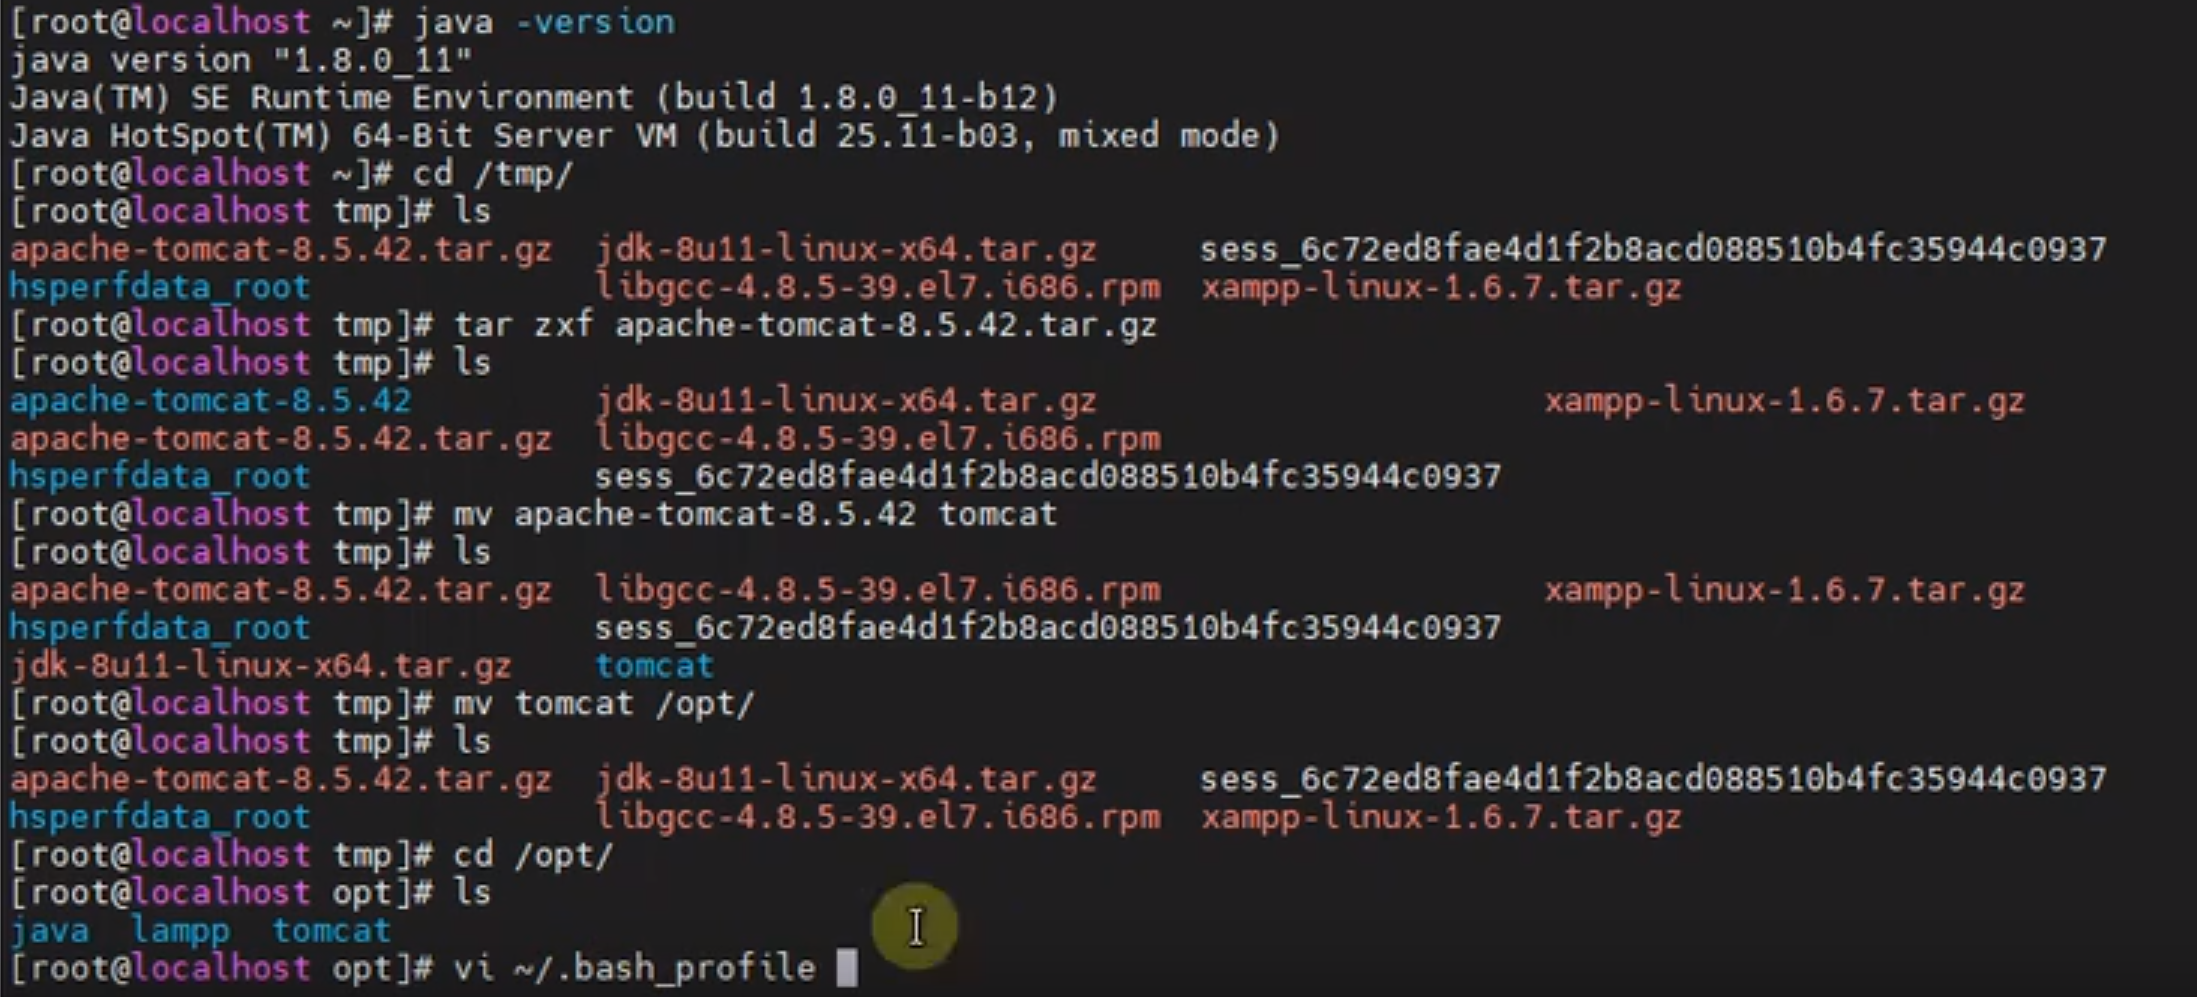 [root@localhost ~]# java -version
java version "1.8.0_11"
Java(TM) SE Runtime Environment (build 1.8.0_11-b12)
Java HotSpot(TM) 64-Bit Server VM (build 25.11-b03, mixed mode)
[root@localhost ~]# cd /tmp/
[root@localhost tmp]# ls
apache-tomcat-8.5.42.tar.gz  jdk-8u11-linux-x64.tar.gz  sess_6c72ed8fae4d1f2b8acd088510b4fc35944c0937
hsperfdata_root  libgcc-4.8.5-39.el7.i686.rpm  xampp-linux-1.6.7.tar.gz
[root@localhost tmp]# tar zxf apache-tomcat-8.5.42.tar.gz
[root@localhost tmp]# ls
apache-tomcat-8.5.42  jdk-8u11-linux-x64.tar.gz  xampp-linux-1.6.7.tar.gz
apache-tomcat-8.5.42.tar.gz  libgcc-4.8.5-39.el7.i686.rpm
hsperfdata_root  sess_6c72ed8fae4d1f2b8acd088510b4fc35944c0937
[root@localhost tmp]# mv apache-tomcat-8.5.42 tomcat
[root@localhost tmp]# ls
apache-tomcat-8.5.42.tar.gz  libgcc-4.8.5-39.el7.i686.rpm  xampp-linux-1.6.7.tar.gz
hsperfdata_root  sess_6c72ed8fae4d1f2b8acd088510b4fc35944c0937
jdk-8u11-linux-x64.tar.gz  tomcat
[root@localhost tmp]# mv tomcat /opt/
[root@localhost tmp]# ls
apache-tomcat-8.5.42.tar.gz  jdk-8u11-linux-x64.tar.gz  sess_6c72ed8fae4d1f2b8acd088510b4fc35944c0937
hsperfdata_root  libgcc-4.8.5-39.el7.i686.rpm  xampp-linux-1.6.7.tar.gz
[root@localhost tmp]# cd /opt/
[root@localhost opt]# ls
java  lampp  tomcat
[root@localhost opt]# vi ~/.bash_profile